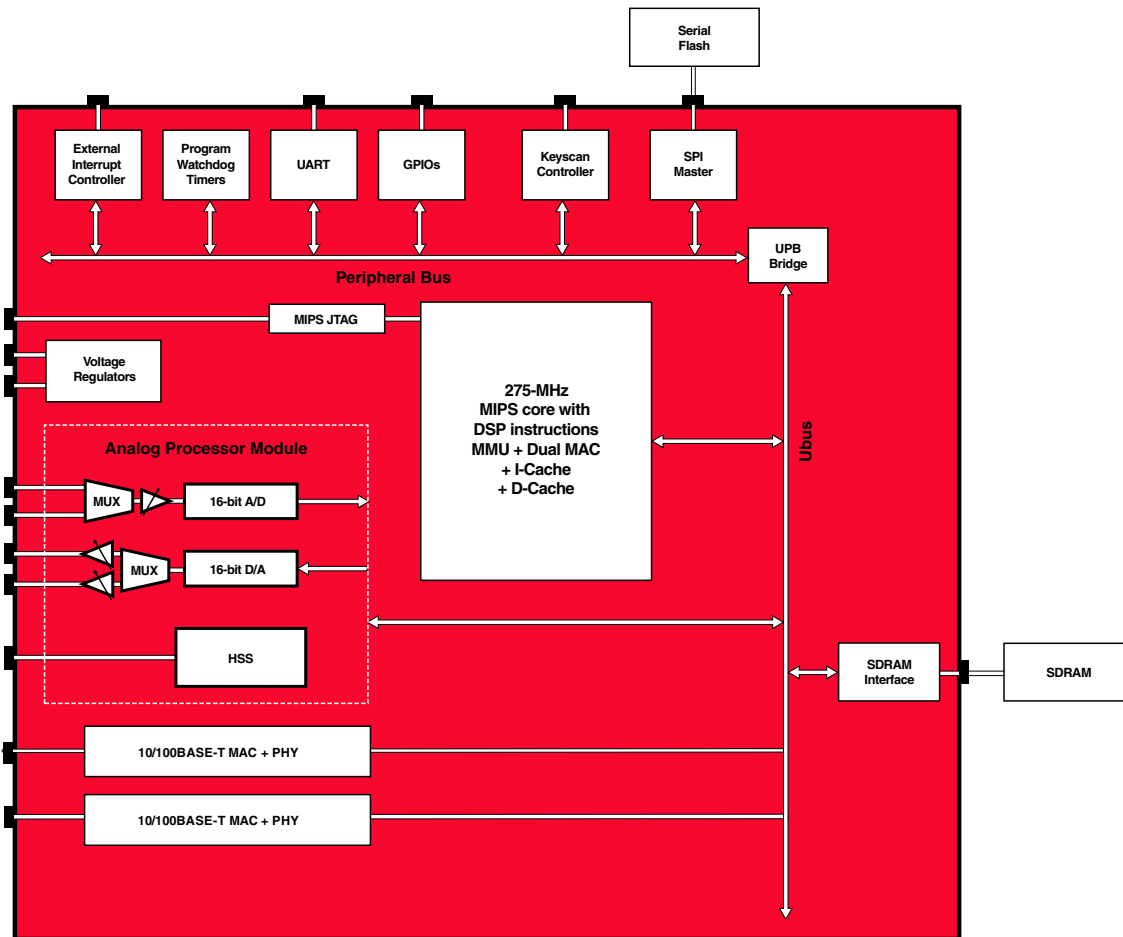 Serial
Flash
External
Interrupt
Controller
Program
Watchdog
Timers
UART
GPIOs
Keyscan
Controller
SPI
Master
UPB
Bridge
Peripheral Bus
MIPS JTAG
Voltage
Regulators
275-MHz
MIPS core with
DSP instructions
MMU + Dual MAC
+ I-Cache
+ D-Cache
Ubus
Analog Processor Module
MUX
16-bit A/D
MUX
16-bit D/A
HSS
SDRAM
Interface
SDRAM
10/100BASE-T MAC + PHY
10/100BASE-T MAC + PHY